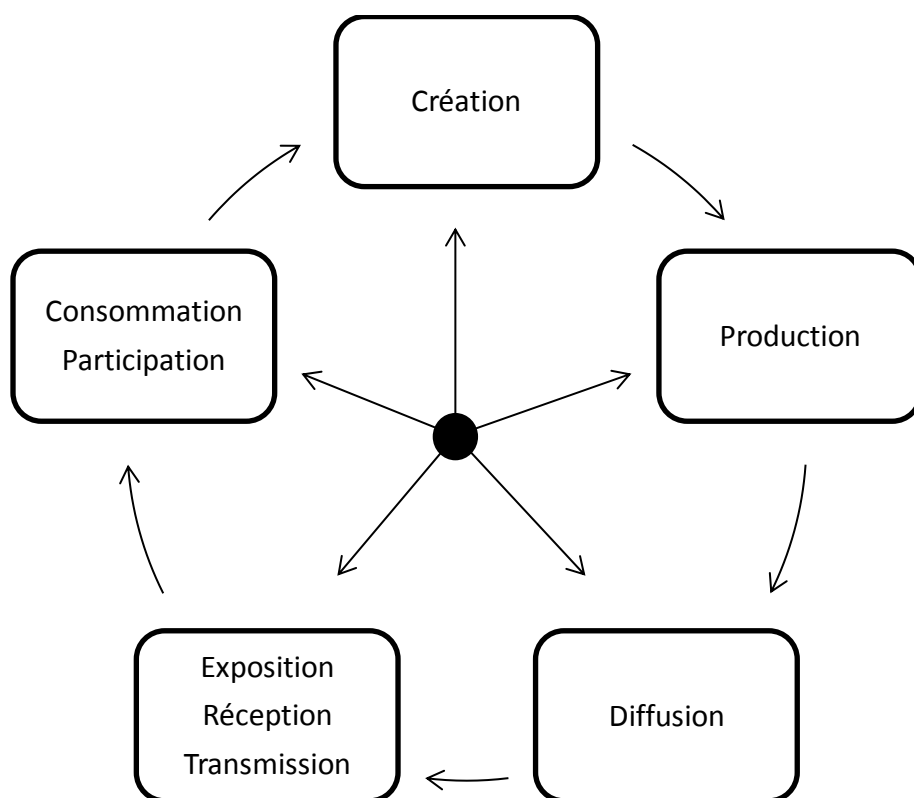 Création
Production
Diffusion
Exposition
Réception
Transmission
Consommation
Participation